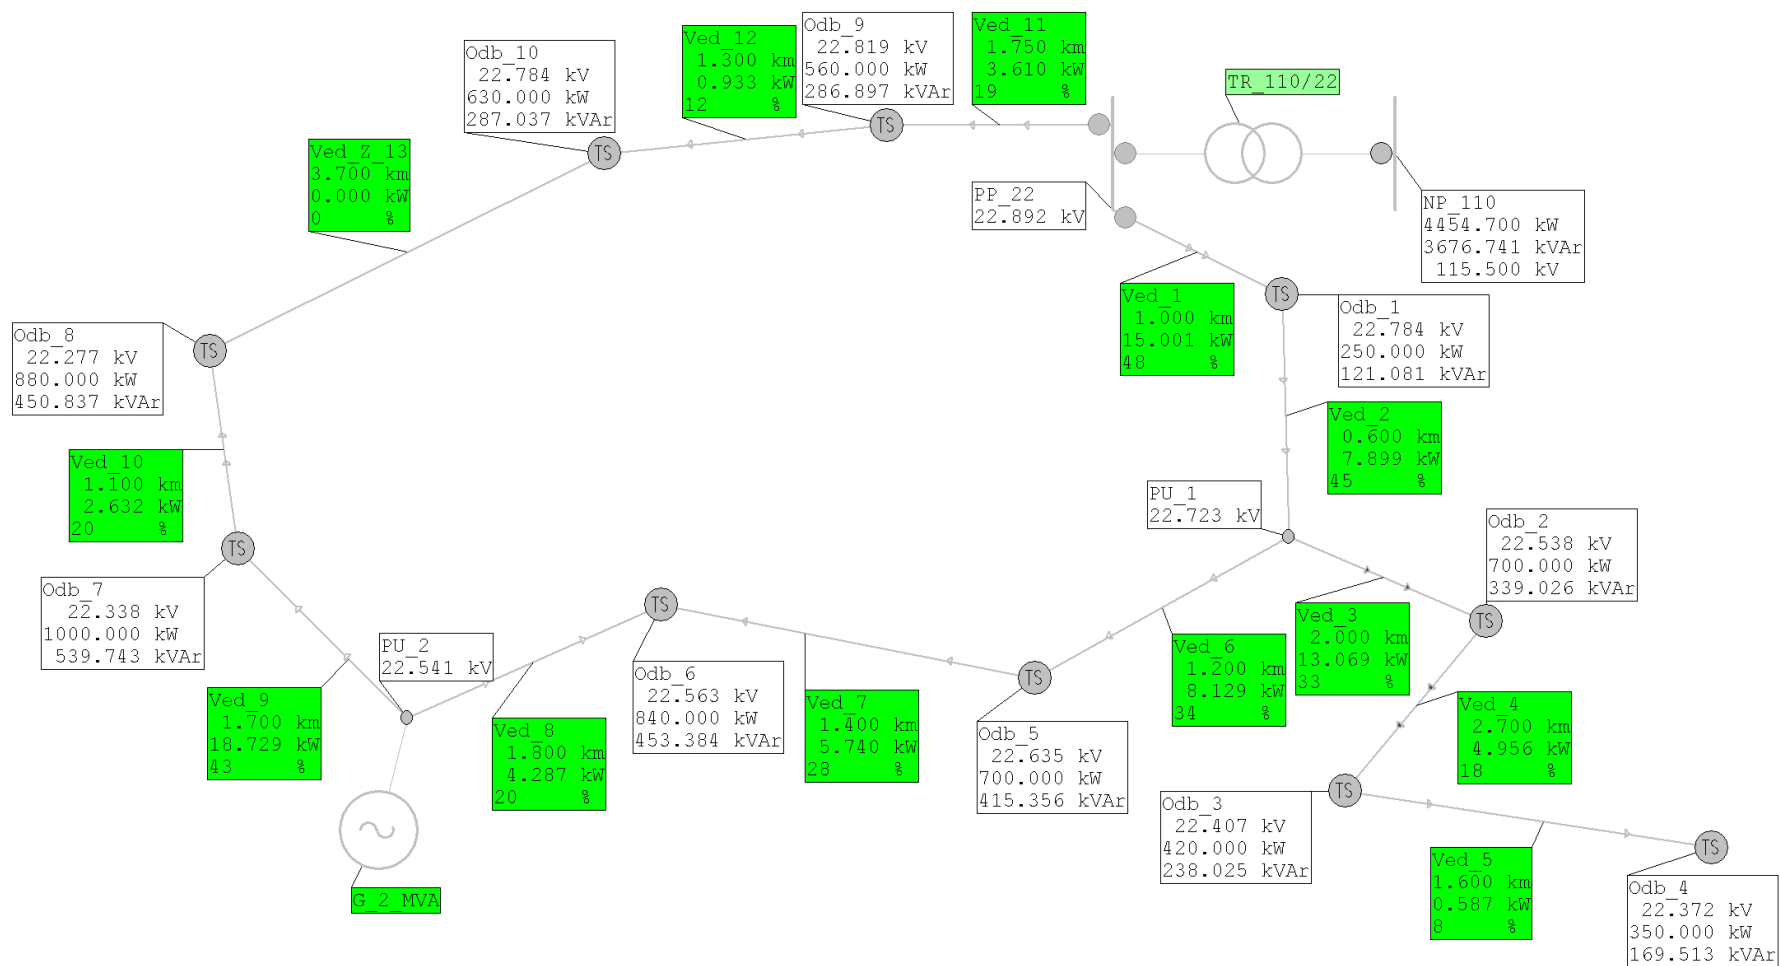 Odb_10
22.784 kV
630.000 kW
287.037 kVAr
TS
Ved_12
1.300 km
0.933 kW
12 %
Odb_9
22.819 kV
560.000 kW
286.897 kVAr
TS
Ved_11
1.750 km
3.610 kW
19 %
TR_110/22
Ved_Z_13
3.700 km
0.000 kW
0 %
PP_22
22.892 kV
NP_110
4454.700 kW
3676.741 kVAr
115.500 kV
Ved_1
1.000 km
15.001 kW
48 %
TS
Odb_1
22.784 kV
250.000 kW
121.081 kVAr
Odb_8
22.277 kV
880.000 kW
450.837 kVAr
TS
Ved_2
0.600 km
7.899 kW
45 %
Ved_10
1.100 km
2.632 kW
20 %
PU_1
22.723 kV
Odb_2
22.538 kV
700.000 kW
339.026 kVAr
TS
TS
Odb_7
22.338 kV
1000.000 kW
539.743 kVAr
PU_2
22.541 kV
TS
Odb_6
22.563 kV
840.000 kW
453.384 kVAr
Ved_6
1.200 km
8.129 kW
34 %
Ved_3
2.000 km
13.069 kW
33 %
Ved_9
1.700 km
18.729 kW
43 %
Ved_8
1.800 km
4.287 kW
20 %
Ved_7
1.400 km
5.740 kW
28 %
TS
Odb_5
22.635 kV
700.000 kW
415.356 kVAr
Ved_4
2.700 km
4.956 kW
18 %
TS
Odb_3
22.407 kV
420.000 kW
238.025 kVAr
G_2_MVA
Ved_5
1.600 km
0.587 kW
8 %
TS
Odb_4
22.372 kV
350.000 kW
169.513 kVAr